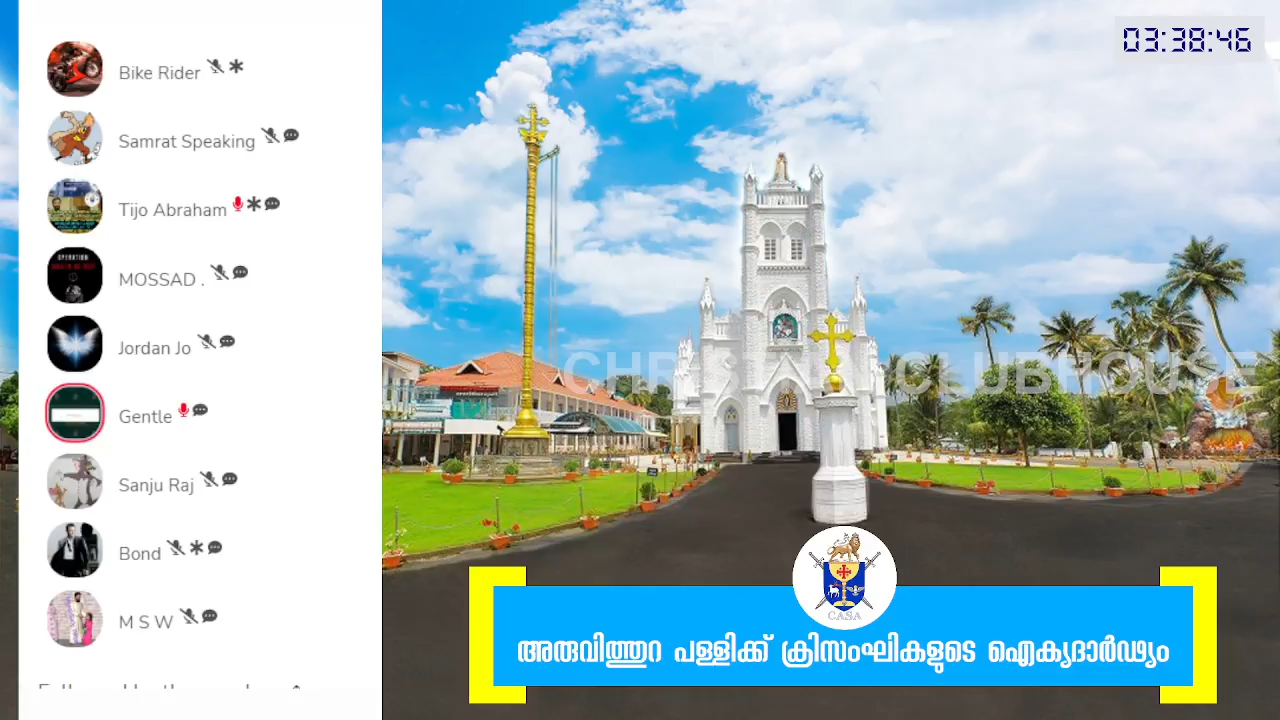 Bike Rider
Samrat Speaking
Tijo Abraham
MOSSAD .
Jordan Jo
Gentle
Sanju Raj
Bond
M S W
03:38:46
CLUBHOUSE
CASA
അരുവിത്തുറ പള്ളിക്ക് ക്രിസംഘികളുടെ ഐക്യദാർഢ്യം